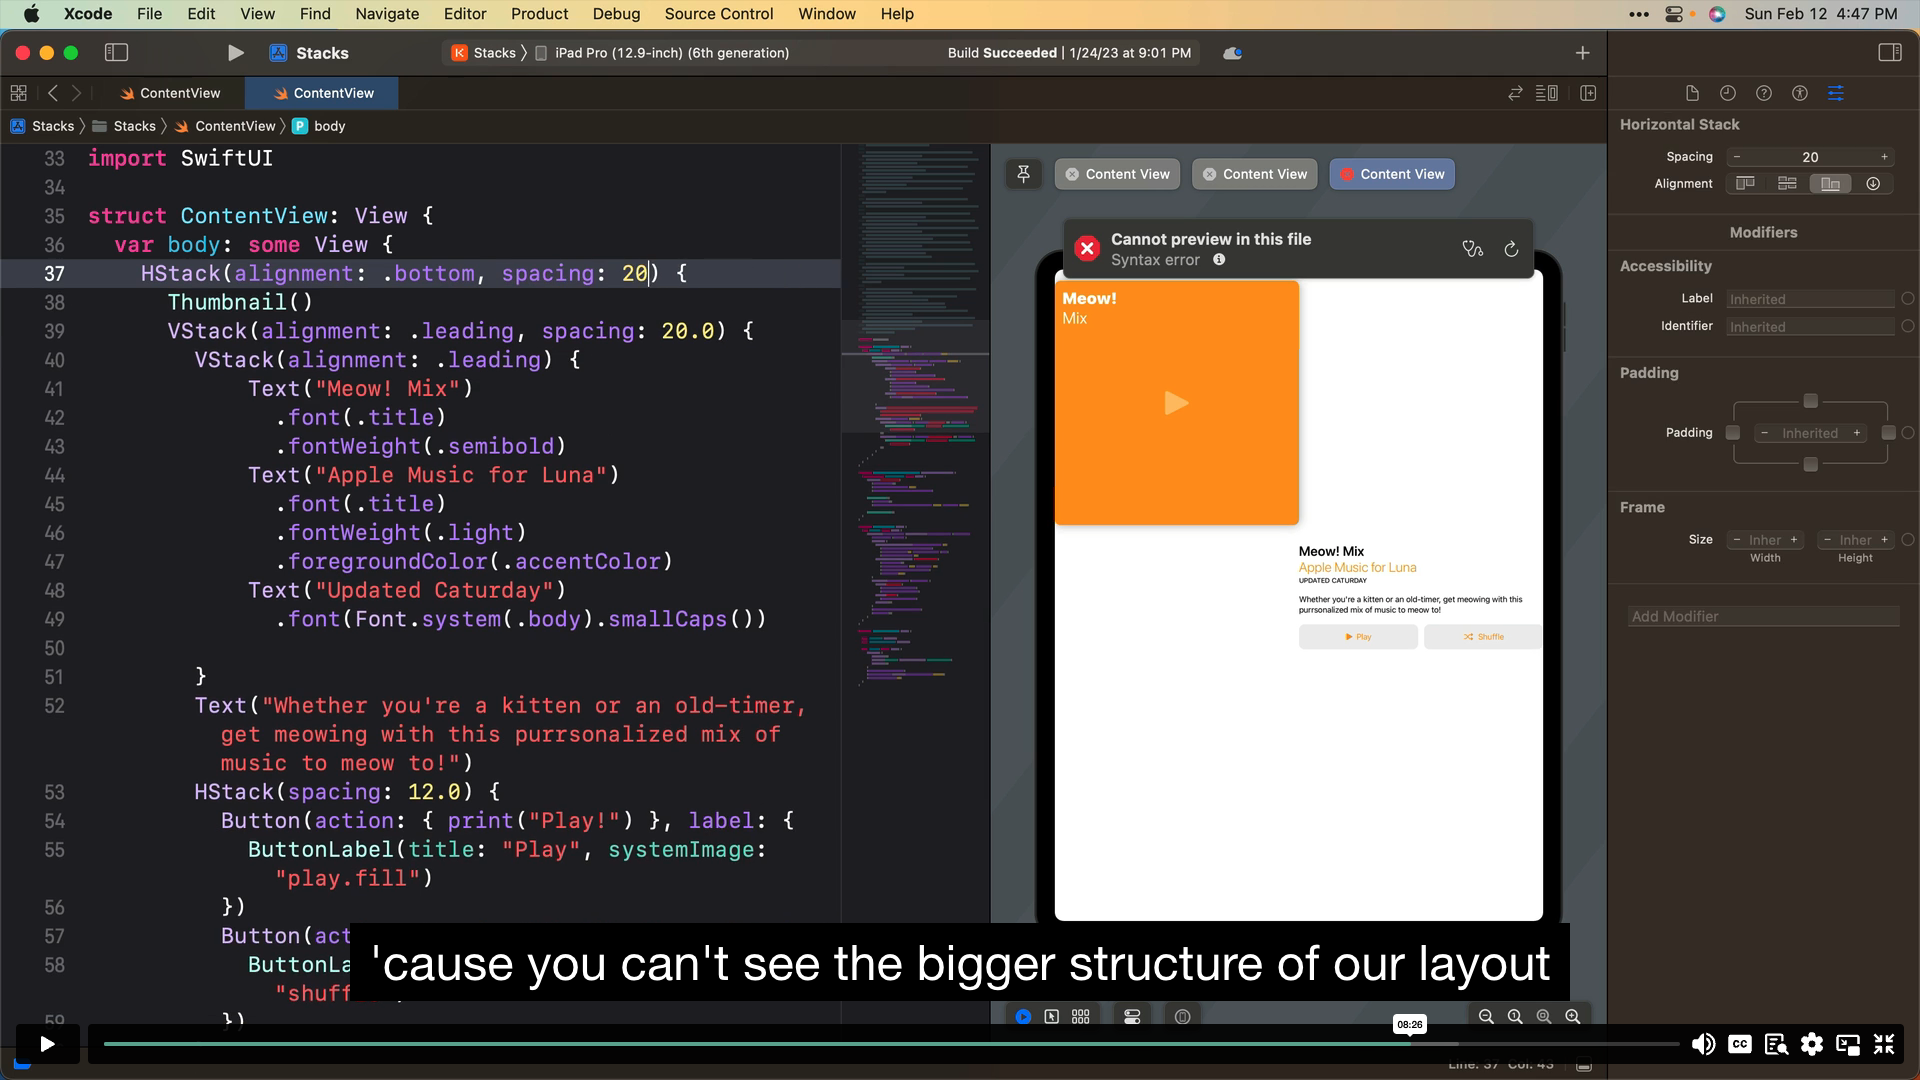 Xcode File Edit View Find Navigate Editor Product Debug Source Control Window Help
Sun Feb 12 4:47 PM
Stacks
Stacks iPad Pro (12.9-inch) (6th generation)
Build Succeeded | 1/24/23 at 9:01 PM
ContentView ContentView
Stacks Stacks ContentView P body
33 import SwiftUI
34
35 struct ContentView: View {
36 var body: some View {
37 HStack(alignment: .bottom, spacing: 20) {
38 Thumbnail()
39 VStack(alignment: .leading, spacing: 20.0) {
40 VStack(alignment: .leading) {
41 Text("Meow! Mix")
42 .font(.title)
43 .fontWeight(.semibold)
44 Text("Apple Music for Luna")
45 .font(.title)
46 .fontWeight(.light)
47 .foregroundColor(.accentColor)
48 Text("Updated Caturday")
49 .font(Font.system(.body).smallCaps())
50
51 }
52 Text("Whether you're a kitten or an old-timer,
get meowing with this purrsonalized mix of
music to meow to!")
53 HStack(spacing: 12.0) {
54 Button(action: { print("Play!") }, label: {
55 ButtonLabel(title: "Play", systemImage:
"play.fill")
56 })
57 Button(act
58 ButtonLa
"shuff
59 })
Content View Content View Content View
Cannot preview in this file
Syntax error
Meow!
Mix
Meow! Mix
Apple Music for Luna
UPDATED CATURDAY
Whether you're a kitten or an old-timer, get meowing with this
purrsonalized mix of music to meow to!
Play Shuffle
Horizontal Stack
Spacing - 20 +
Alignment
Modifiers
Accessibility
Label Inherited
Identifier Inherited
Padding
Padding - Inherited +
Frame
Size - Inher + - Inher +
Width Height
Add Modifier
'cause you can't see the bigger structure of our layout
08:26
CC
Line: 37 Col: 43